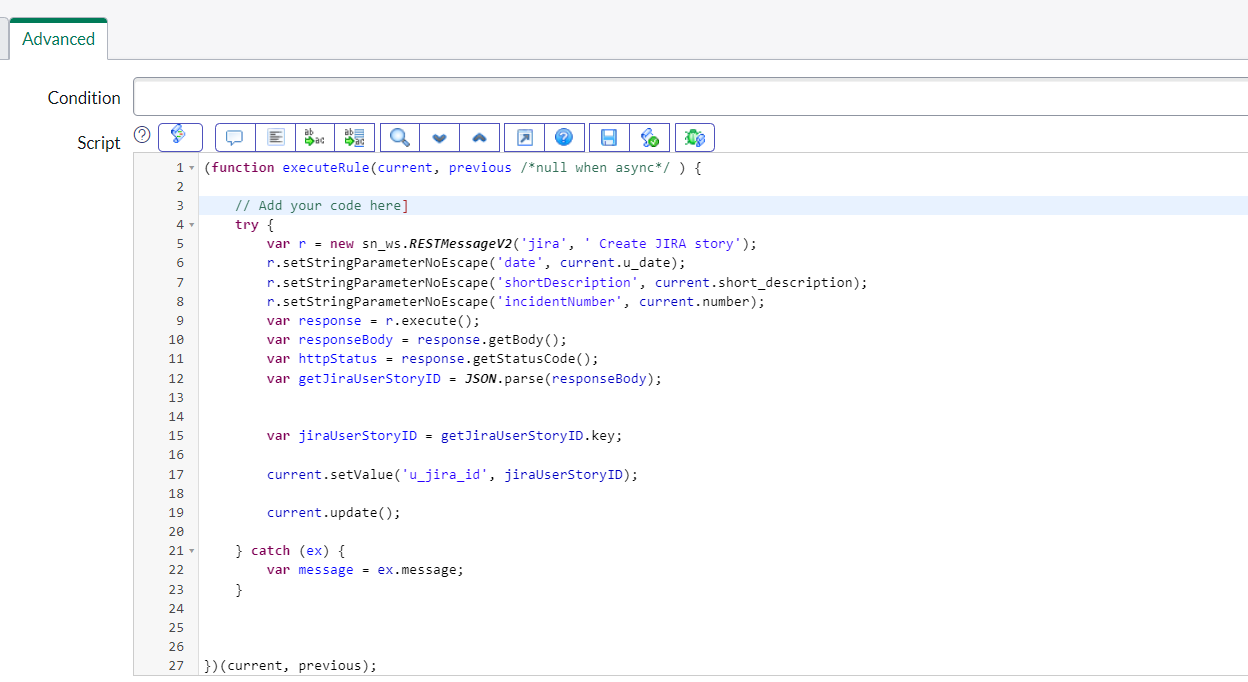 Advanced
Condition
Script
1 (function executeRule(current, previous /*null when async*/ ) {
2
3 // Add your code here]
4 try {
5 var r = new sn_ws.RESTMessageV2('jira', ' Create JIRA story');
6 r.setStringParameterNoEscape('date', current.u_date);
7 r.setStringParameterNoEscape('shortDescription', current.short_description);
8 r.setStringParameterNoEscape('incidentNumber', current.number);
9 var response = r.execute();
10 var responseBody = response.getBody();
11 var httpStatus = response.getStatusCode();
12 var getJiraUserStoryID = JSON.parse(responseBody);
13
14
15 var jiraUserStoryID = getJiraUserStoryID.key;
16
17 current.setValue('u_jira_id', jiraUserStoryID);
18
19 current.update();
20
21 } catch (ex) {
22 var message = ex.message;
23 }
24
25
26
27 })(current, previous);